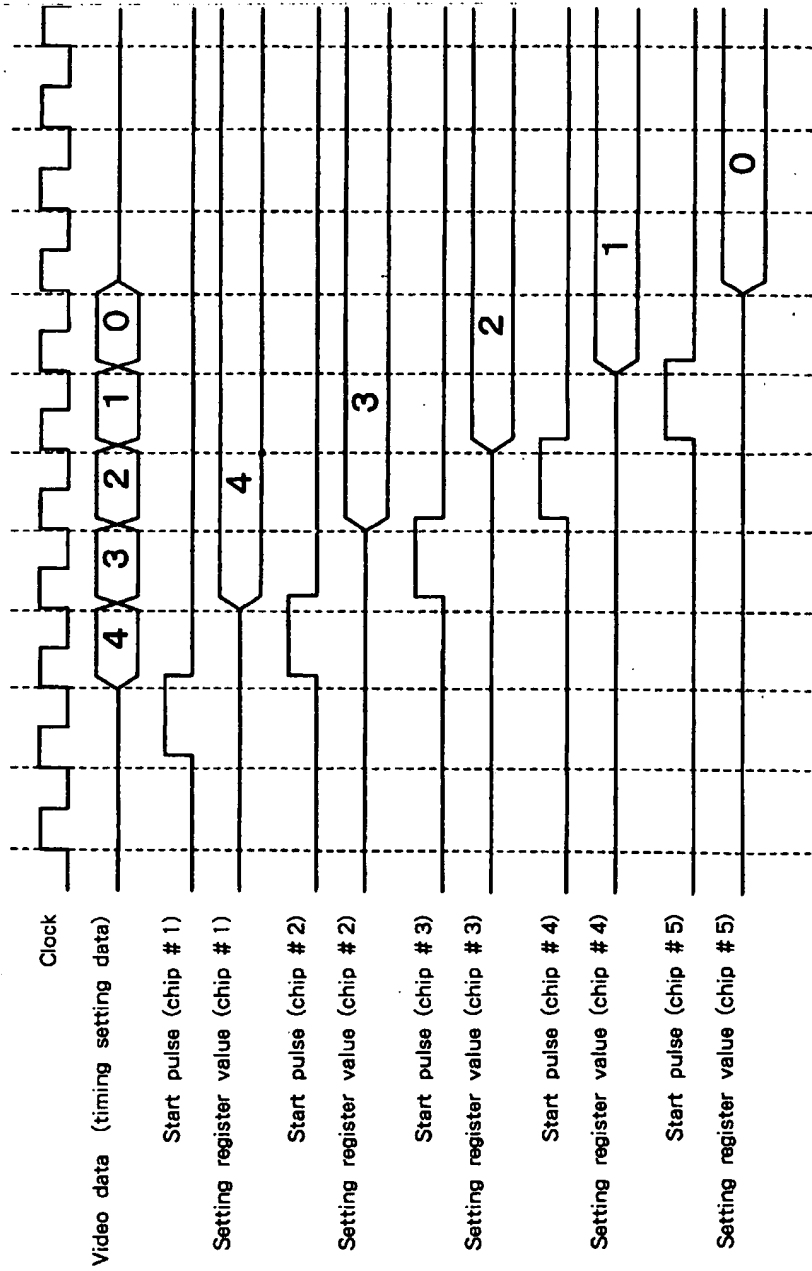 Clock
Video data (timing setting data)
4 3 2 1 0
Start pulse (chip # 1)
Setting register value (chip # 1)
4
Start pulse (chip # 2)
Setting register value (chip # 2)
3
Start pulse (chip # 3)
Setting register value (chip # 3)
2
Start pulse (chip # 4)
Setting register value (chip # 4)
1
Start pulse (chip # 5)
Setting register value (chip # 5)
0